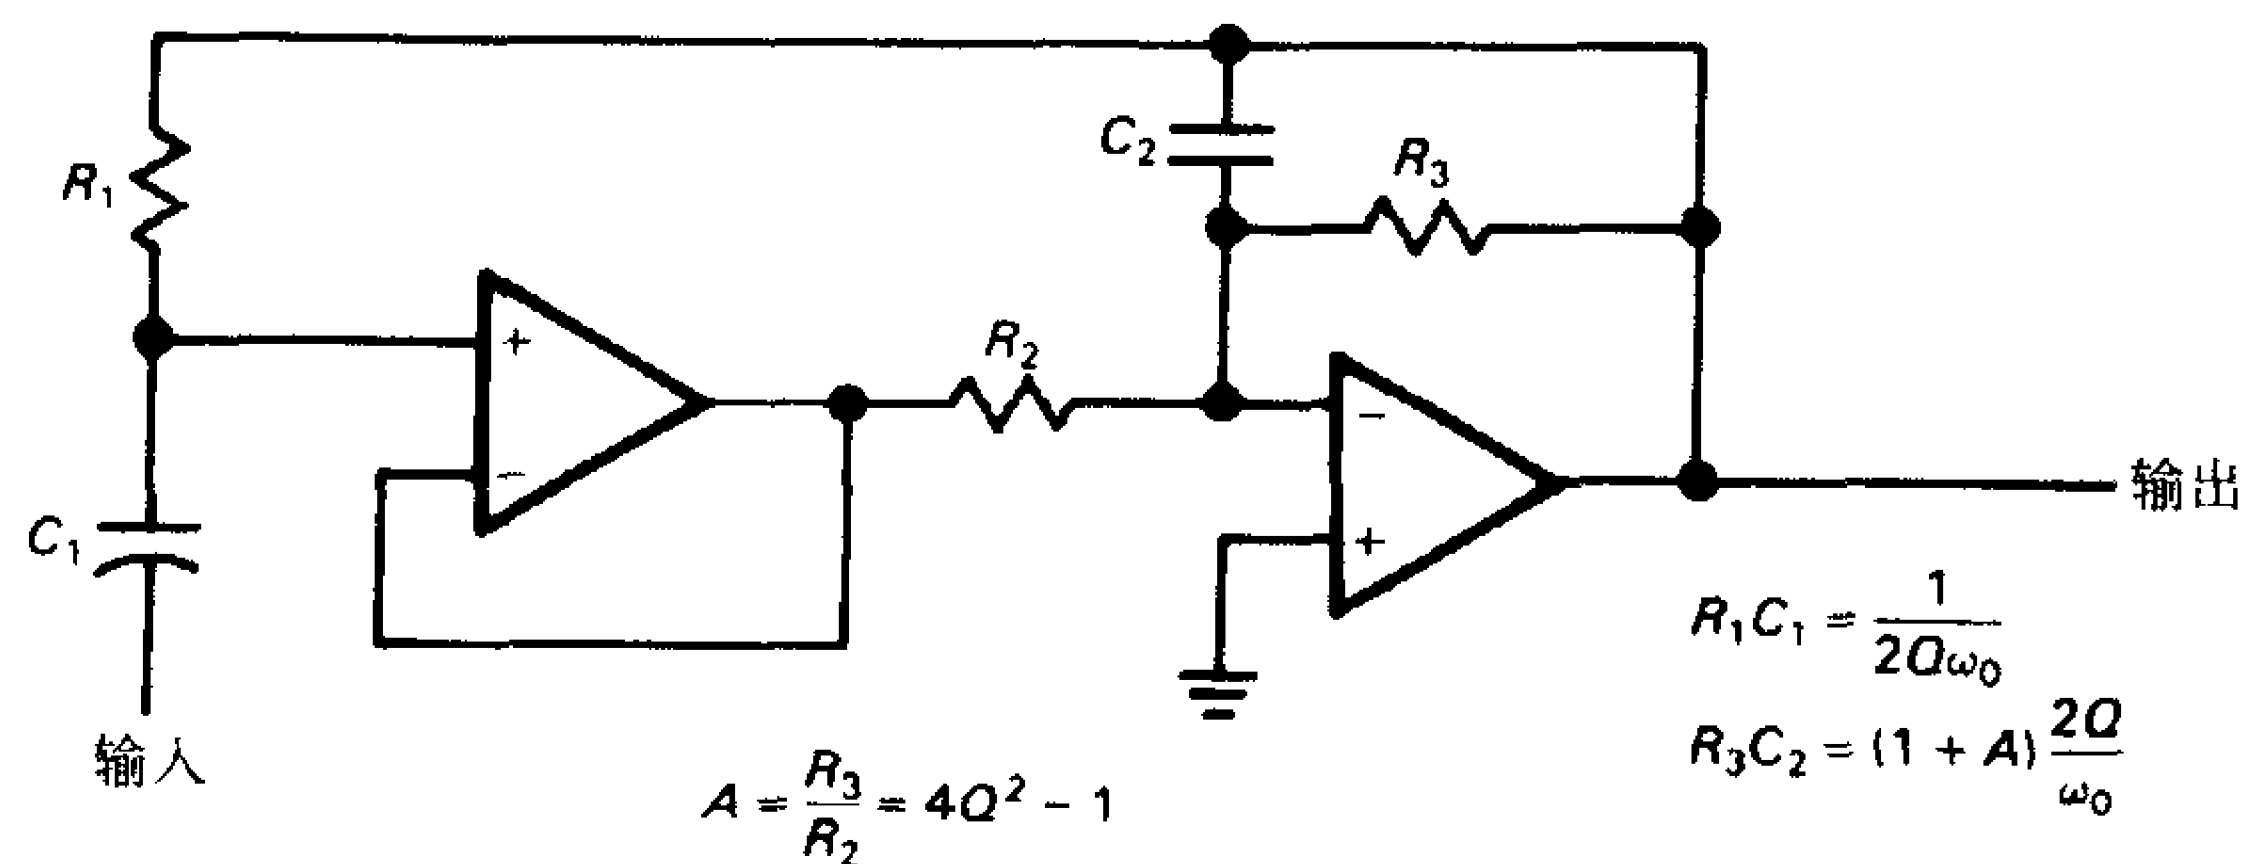 C₂
R₃
R₁
+
R₂
−
−
C₁
+
输出
输入
R₁C₁ = 1/(2Qω₀)
R₃C₂ = (1 + A) 2Q/ω₀
A = R₃/R₂ = 4Q² − 1